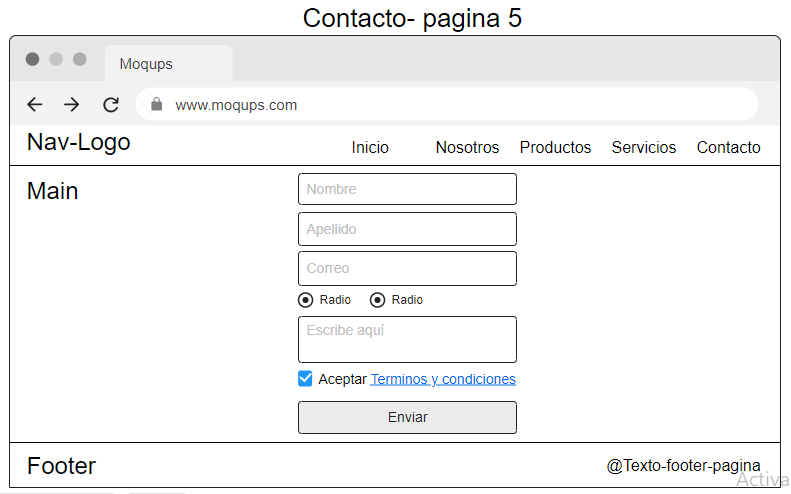 Contacto- pagina 5
Moqups
www.moqups.com
Nav-Logo Inicio Nosotros Productos Servicios Contacto
Main
Nombre
Apellido
Correo
Radio Radio
Escribe aquí
Aceptar Terminos y condiciones
Enviar
Footer @Texto-footer-pagina
Activa